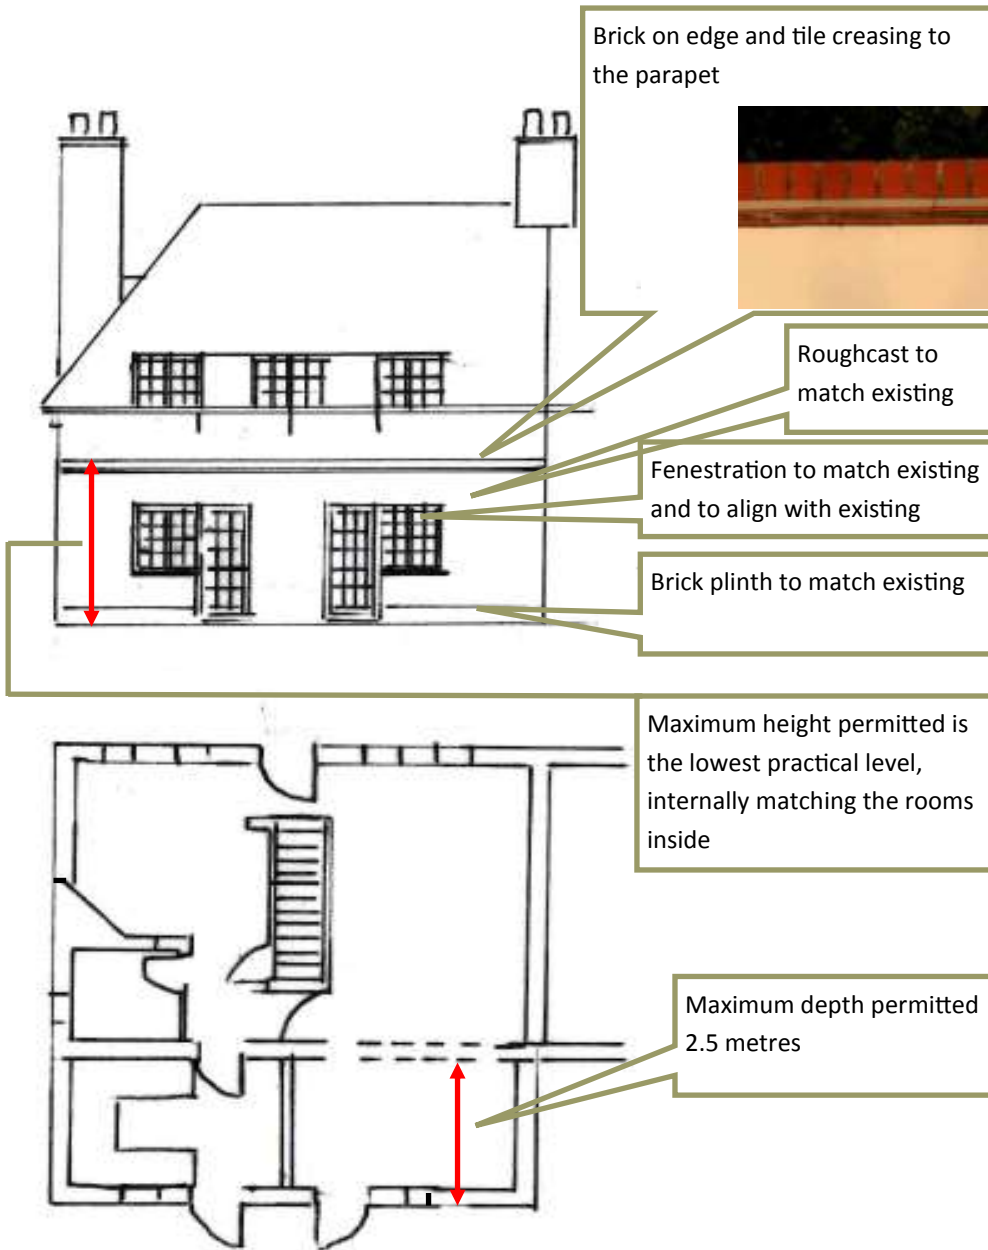 Brick on edge and tile creasing to
the parapet
Roughcast to
match existing
Fenestration to match existing
and to align with existing
Brick plinth to match existing
Maximum height permitted is
the lowest practical level,
internally matching the rooms
inside
Maximum depth permitted
2.5 metres